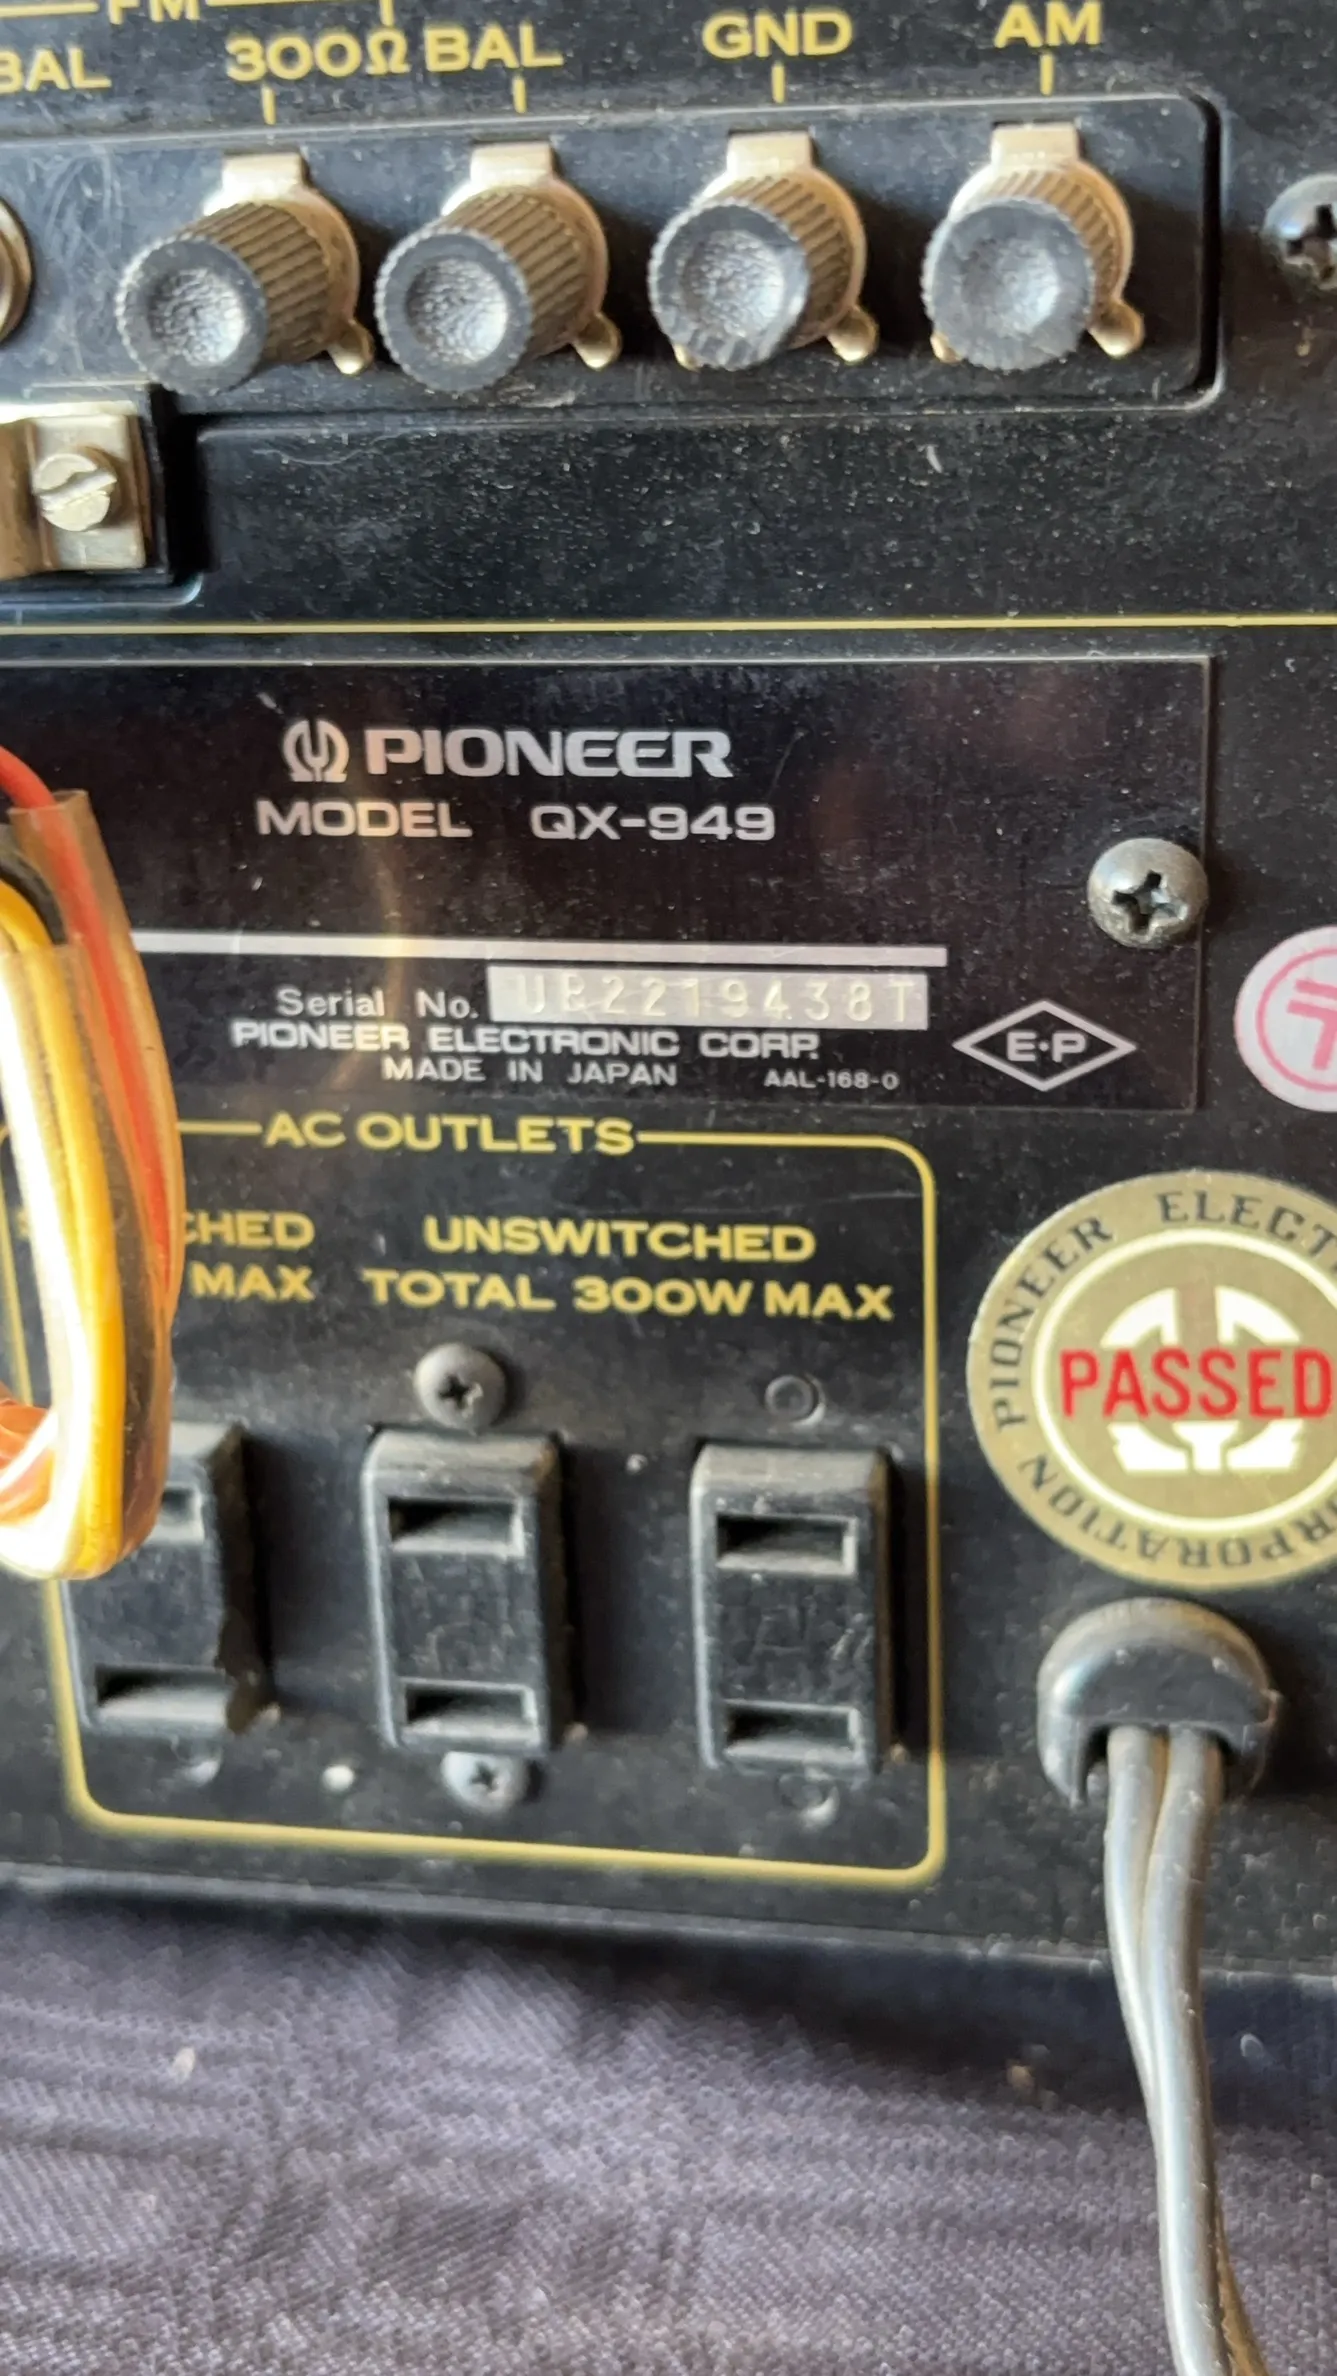 FM
BAL 300Ω BAL GND AM
PIONEER
MODEL QX-949
Serial No. UB2219438T
PIONEER ELECTRONIC CORP.
MADE IN JAPAN AAL-168-0
E·P
〒
AC OUTLETS
UNSWITCHED
MAX TOTAL 300W MAX
PIONEER
PASSED